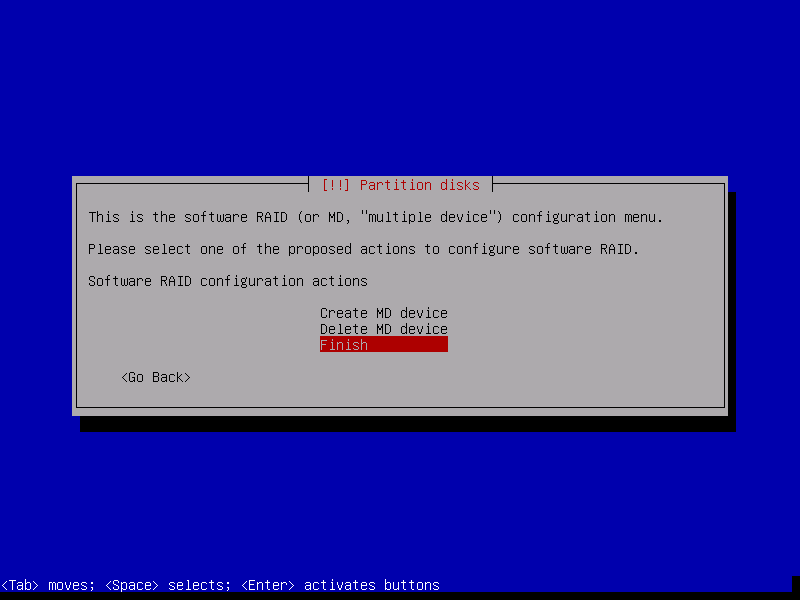 [!!] Partition disks
This is the software RAID (or MD, "multiple device") configuration menu.
Please select one of the proposed actions to configure software RAID.
Software RAID configuration actions
Create MD device
Delete MD device
Finish
<Go Back>
<Tab> moves; <Space> selects; <Enter> activates buttons